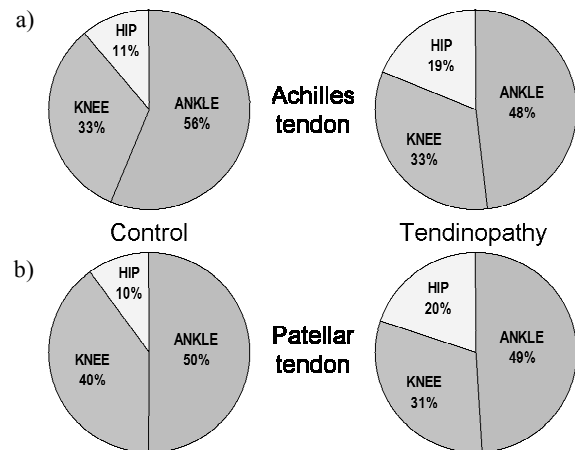 a)
HIP
11%
KNEE
33%
ANKLE
56%
Achilles
tendon
HIP
19%
ANKLE
48%
KNEE
33%
Control
Tendinopathy
b)
HIP
10%
KNEE
40%
ANKLE
50%
Patellar
tendon
HIP
20%
ANKLE
49%
KNEE
31%